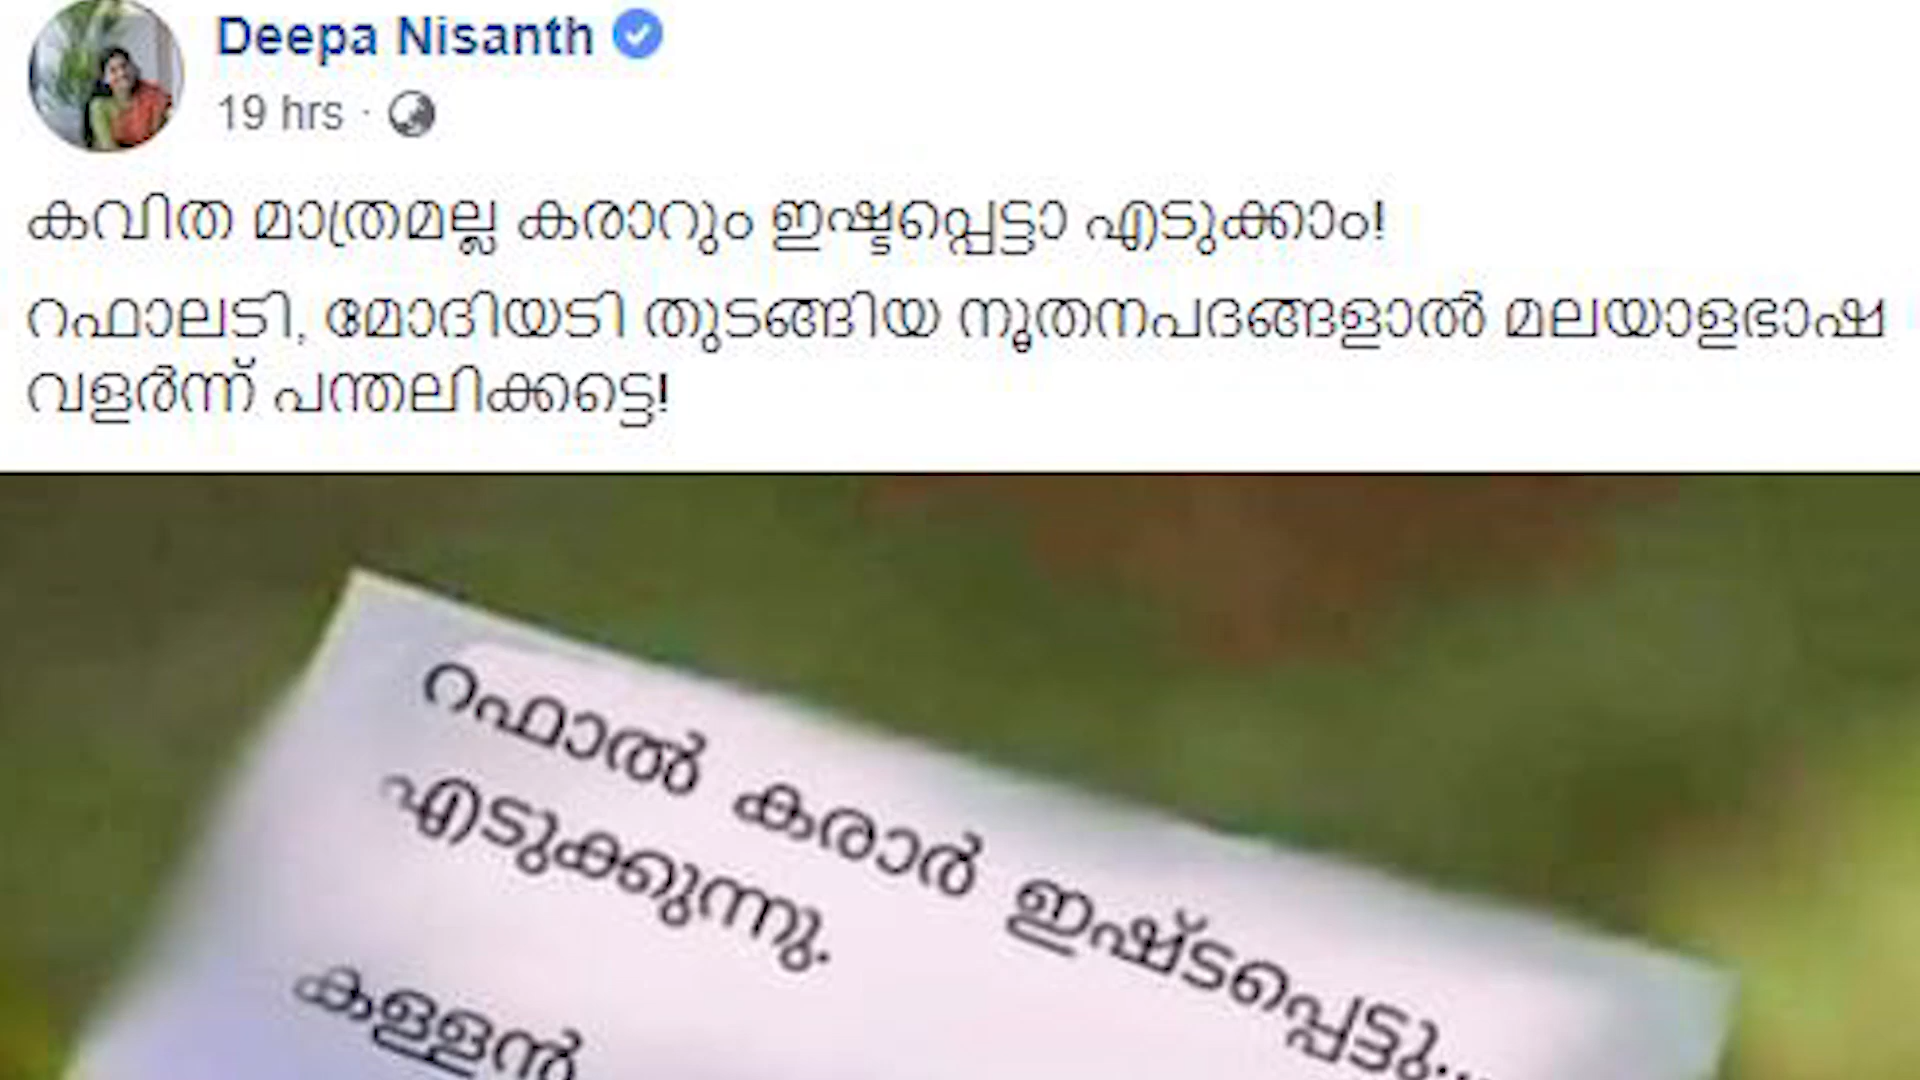 Deepa Nisanth
19 hrs ·
കവിത മാത്രമല്ല കരാറും ഇഷ്ടപ്പെട്ടാ എടുക്കാം!
റഫാലടി, മോദിയടി തുടങ്ങിയ നൂതനപദങ്ങളാൽ മലയാളഭാഷ
വളർന്ന് പന്തലിക്കട്ടെ!
റഫാൽ കരാർ ഇഷ്ടപ്പെട്ടു...
എടുക്കുന്നു.
കള്ളൻ